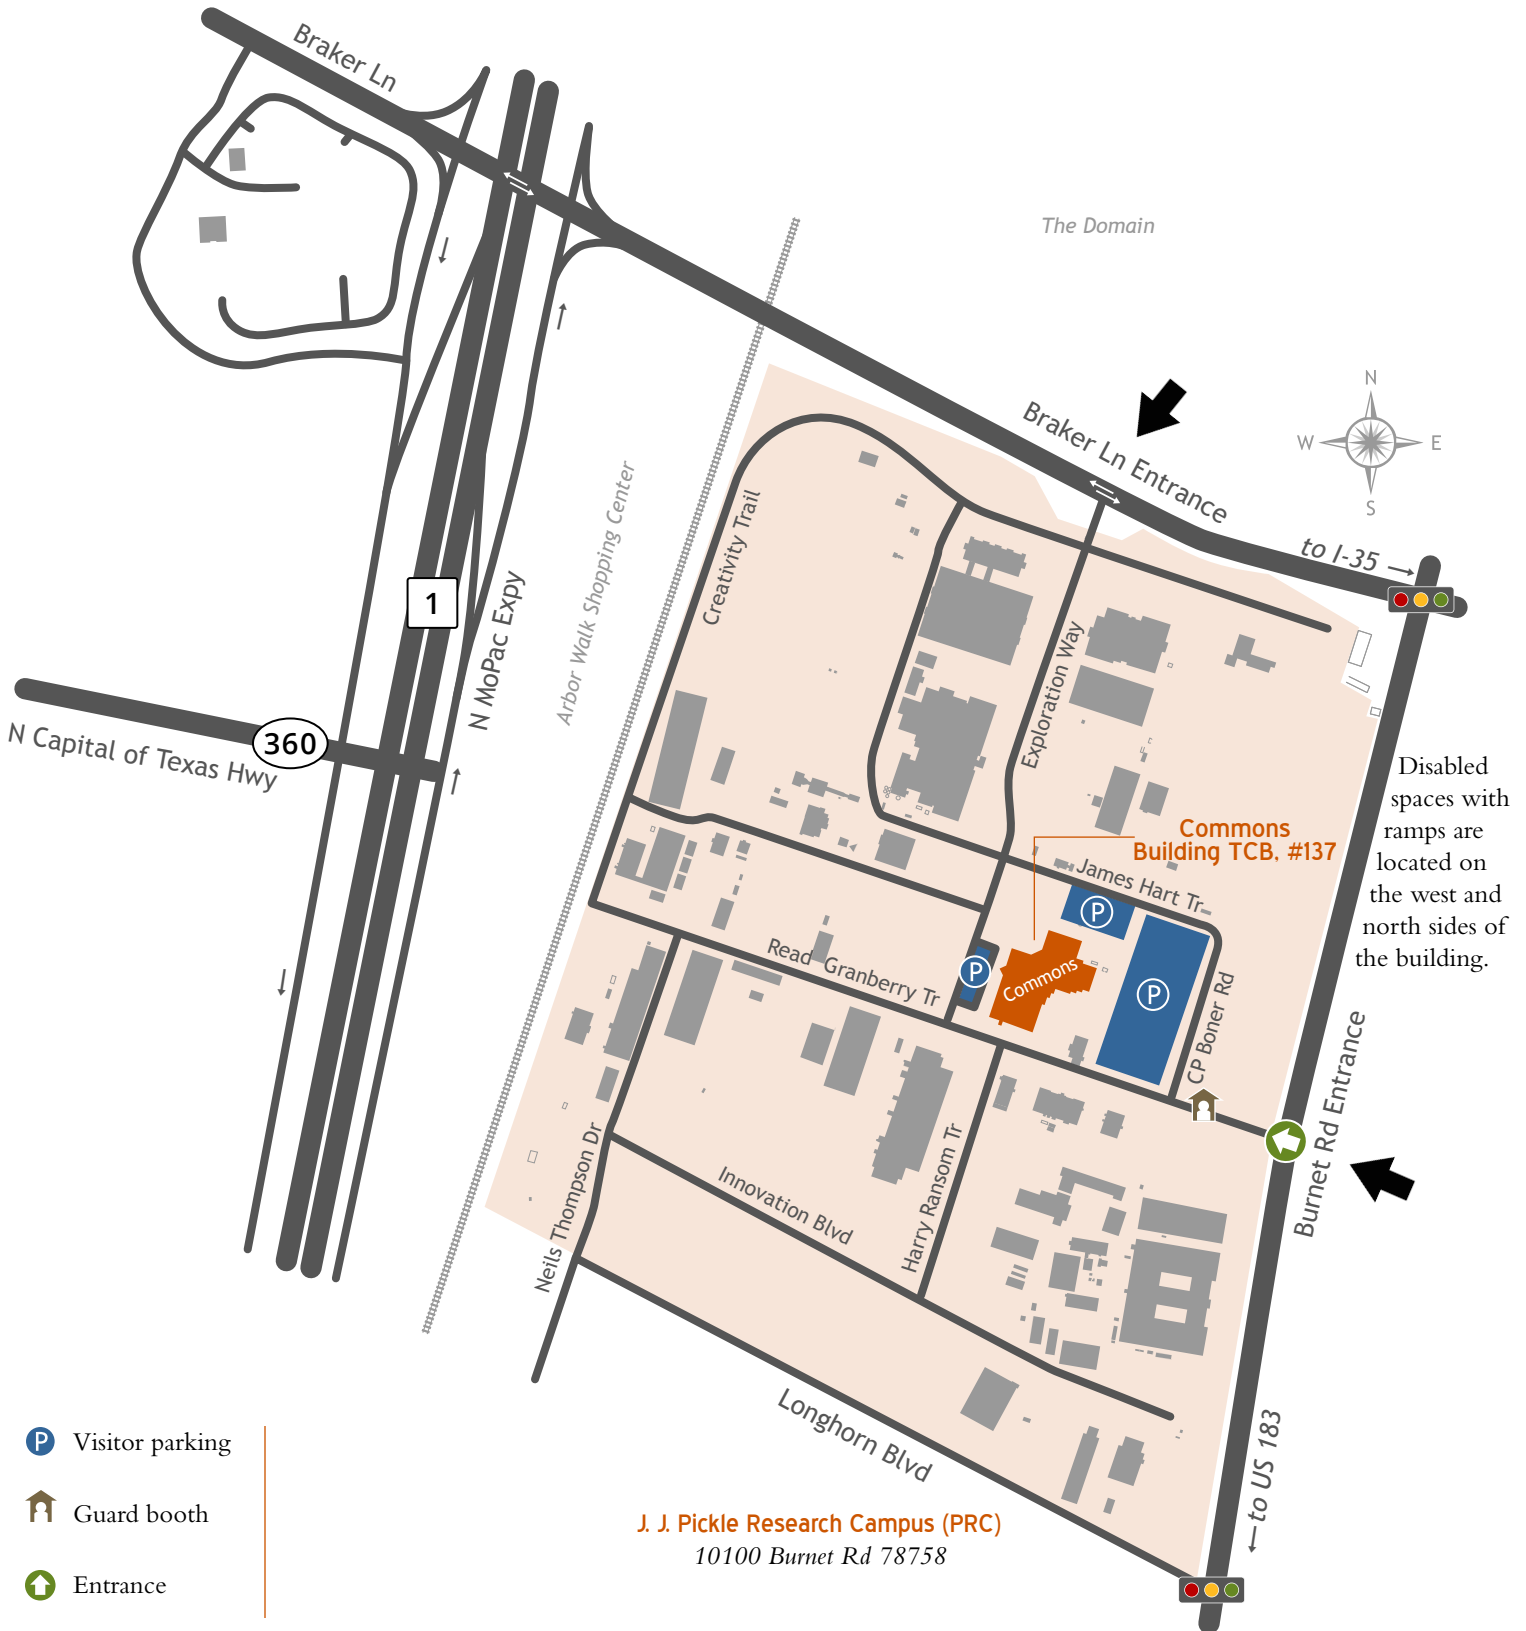 Braker Ln
The Domain
N
W
E
S
Braker Ln Entrance
to I-35
Arbor Walk Shopping Center
Creativity Trail
1
N MoPac Expy
Exploration Way
360
N Capital of Texas Hwy
Disabled
spaces with
ramps are
located on
the west and
north sides of
the building.
Commons
Building TCB, #137
James Hart Tr
P
P
P
Commons
Read Granberry Tr
CP Boner Rd
Burnet Rd Entrance
Neils Thompson Dr
Innovation Blvd
Harry Ransom Tr
Longhorn Blvd
to US 183
P Visitor parking
Guard booth
Entrance
J. J. Pickle Research Campus (PRC)
10100 Burnet Rd 78758